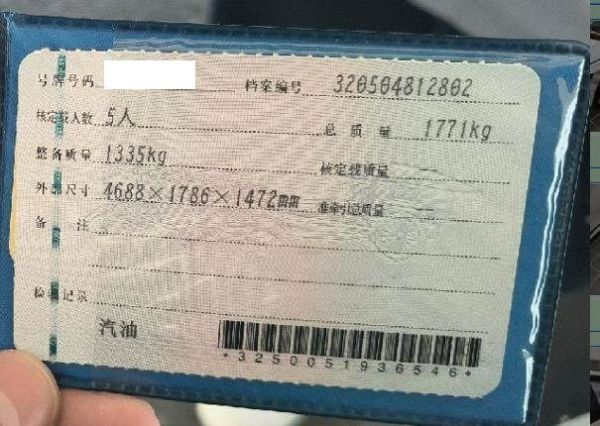 号牌号码 档案编号 320504812802
核定载人数 5人 总质量 1771kg
整备质量 1335kg 核定载质量 --
外廓尺寸 4688×1786×1472mm 准牵引总质量 --
备注
检验记录
汽油
*3250051936546*